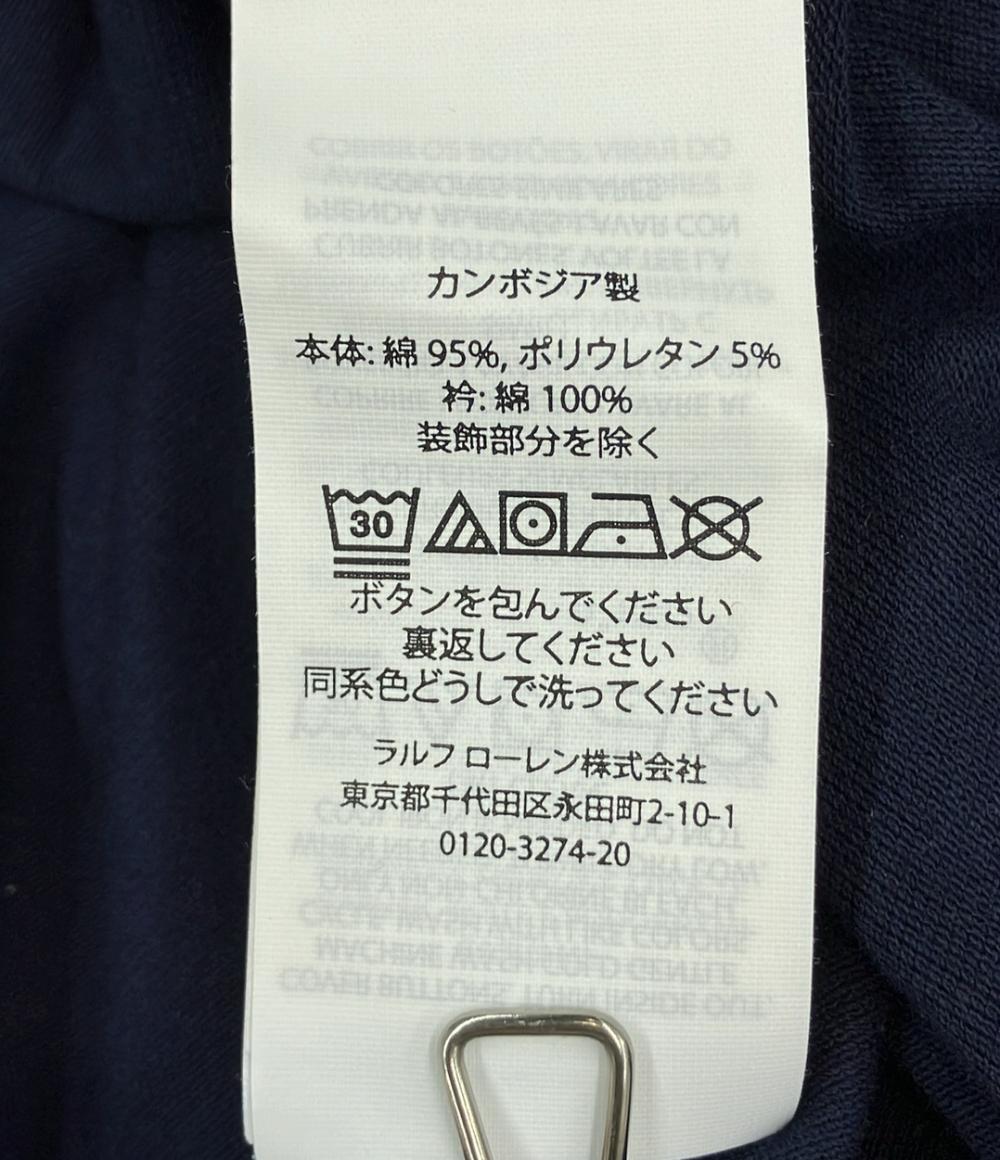 カンボジア製
本体: 綿 95%, ポリウレタン 5%
衿: 綿 100%
装飾部分を除く
30
ボタンを包んでください
裏返してください
同系色どうしで洗ってください
ラルフ ローレン株式会社
東京都千代田区永田町2-10-1
0120-3274-20